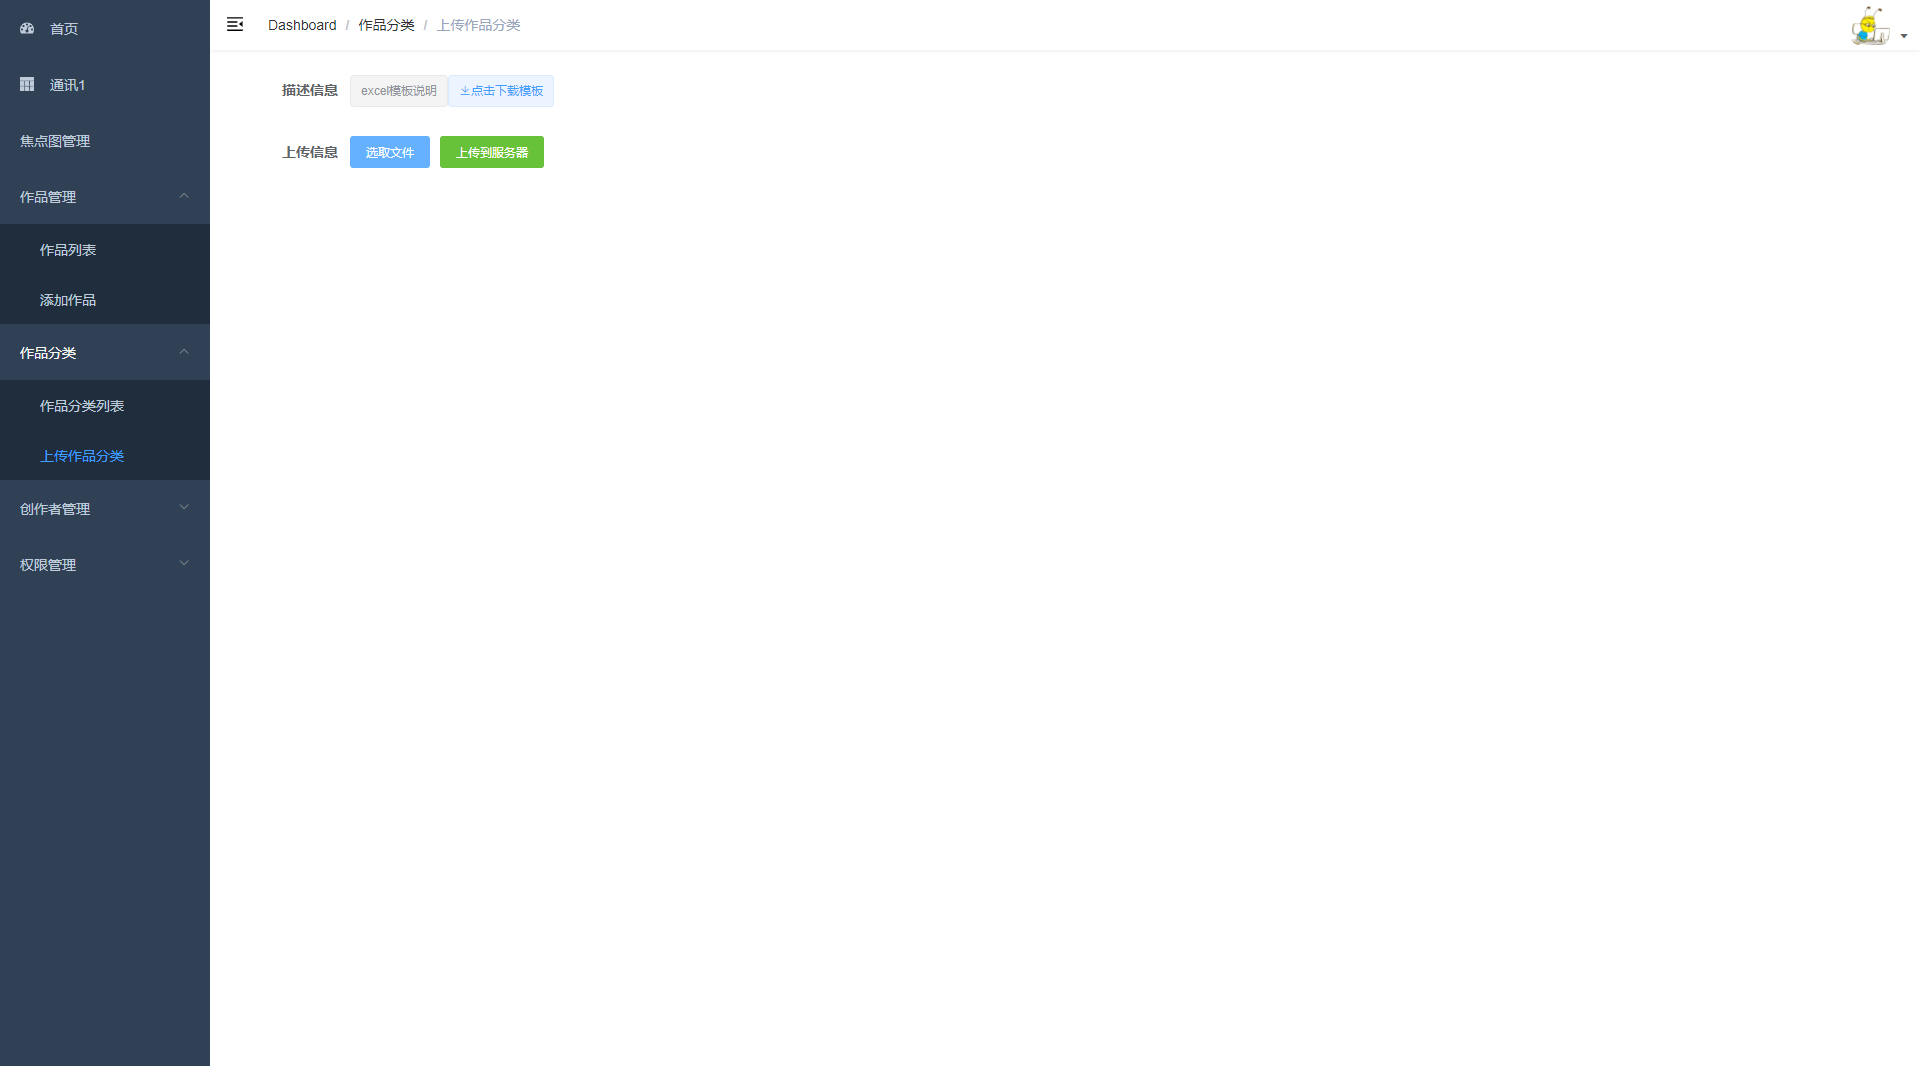 首页
通讯1
焦点图管理
作品管理
作品列表
添加作品
作品分类
作品分类列表
上传作品分类
创作者管理
权限管理
Dashboard / 作品分类 / 上传作品分类
描述信息 excel模板说明 点击下载模板
上传信息 选取文件 上传到服务器